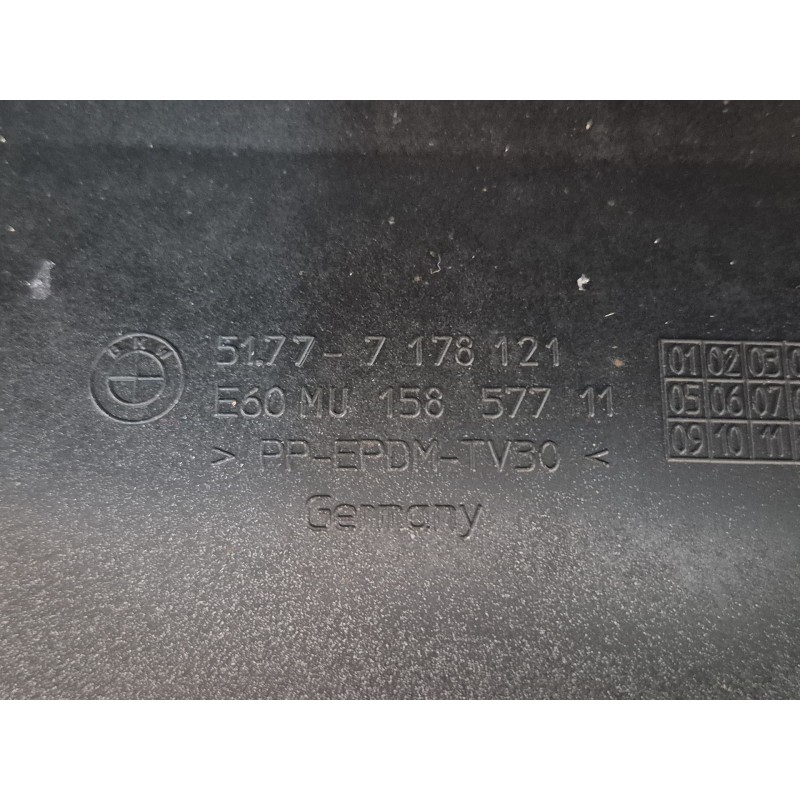 BMW
51.77- 7 178 121
E60 MU 158 577 11
> PP-EPDM-TV30 <
Germany
01 02 03
05 06 07
09 10 11